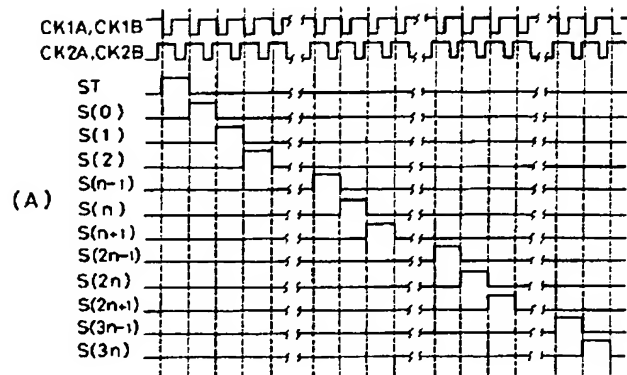 CK1A,CK1B
CK2A,CK2B
ST
S(0)
S(1)
S(2)
S(n-1)
(A)
S(n)
S(n+1)
S(2n-1)
S(2n)
S(2n+1)
S(3n-1)
S(3n)